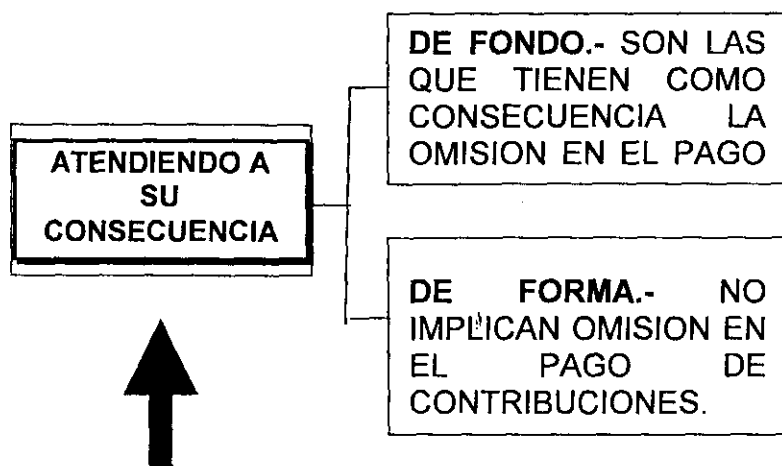 ATENDIENDO A
SU
CONSECUENCIA
DE FONDO.- SON LAS
QUE TIENEN COMO
CONSECUENCIA LA
OMISION EN EL PAGO
DE FORMA.- NO
IMPLICAN OMISION EN
EL PAGO DE
CONTRIBUCIONES.